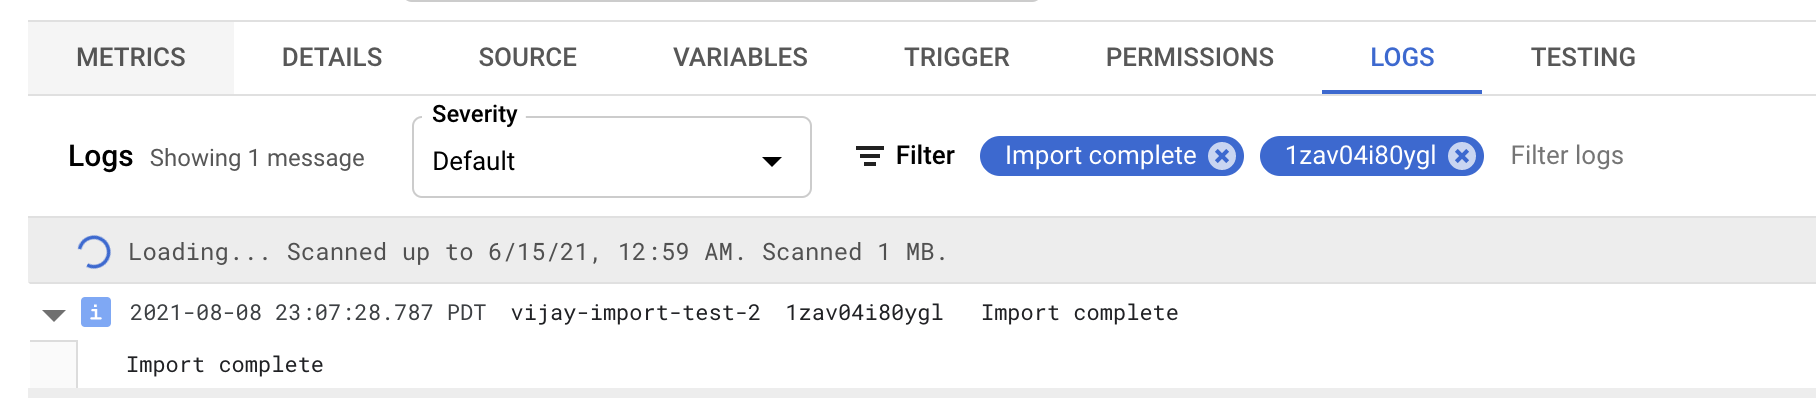 METRICS DETAILS SOURCE VARIABLES TRIGGER PERMISSIONS LOGS TESTING
Severity
Logs Showing 1 message Default Filter Import complete 1zav04i80ygl Filter logs
Loading... Scanned up to 6/15/21, 12:59 AM. Scanned 1 MB.
i 2021-08-08 23:07:28.787 PDT vijay-import-test-2 1zav04i80ygl Import complete
Import complete